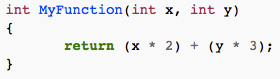 int MyFunction(int x, int y)
{
return (x * 2) + (y * 3);
}